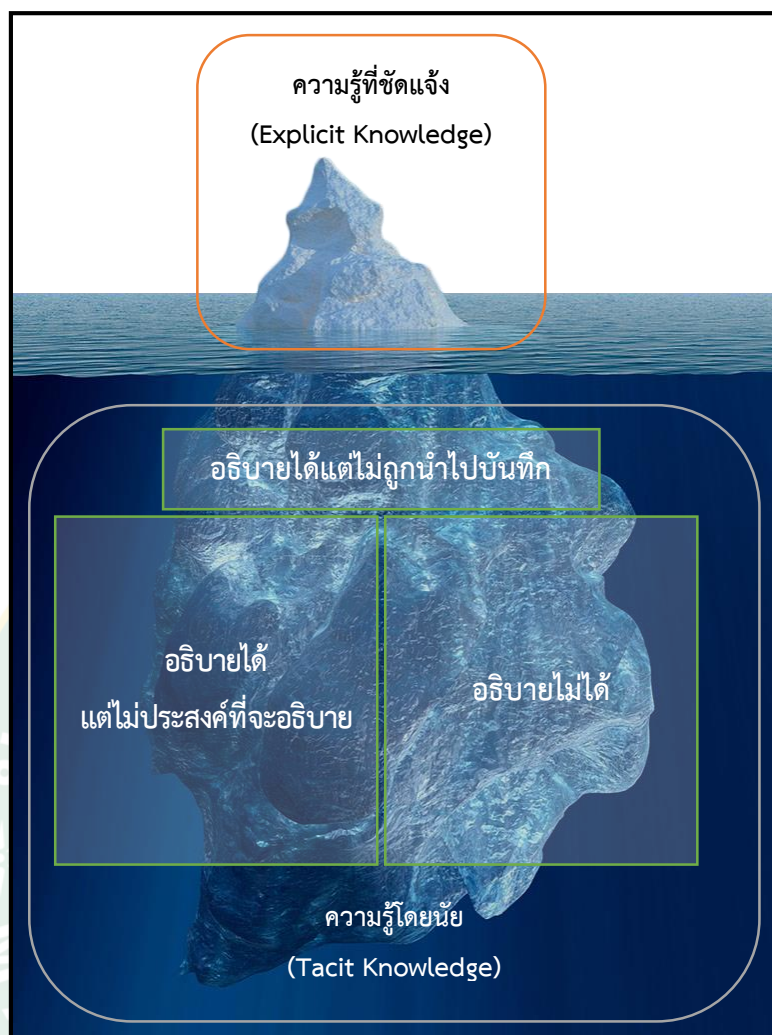 ความรู้ที่ชัดแจ้ง
(Explicit Knowledge)
อธิบายได้แต่ไม่ถูกนำไปบันทึก
อธิบายได้
แต่ไม่ประสงค์ที่จะอธิบาย
อธิบายไม่ได้
ความรู้โดยนัย
(Tacit Knowledge)